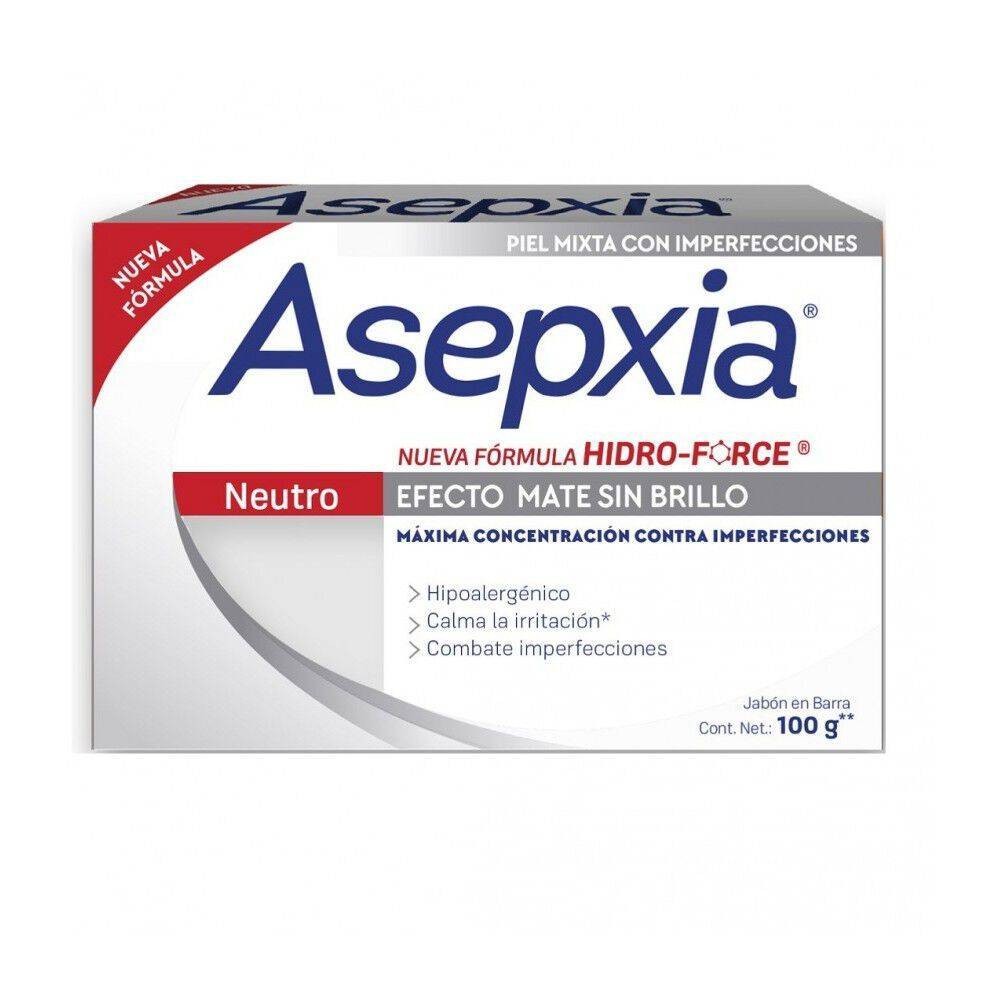 NUEVO
Asepxia
NUEVA
FÓRMULA
PIEL MIXTA CON IMPERFECCIONES
Asepxia®
NUEVA FÓRMULA HIDRO-FORCE®
Neutro
EFECTO MATE SIN BRILLO
MÁXIMA CONCENTRACIÓN CONTRA IMPERFECCIONES
> Hipoalergénico
> Calma la irritación*
> Combate imperfecciones
Jabón en Barra
Cont. Net.: 100 g**